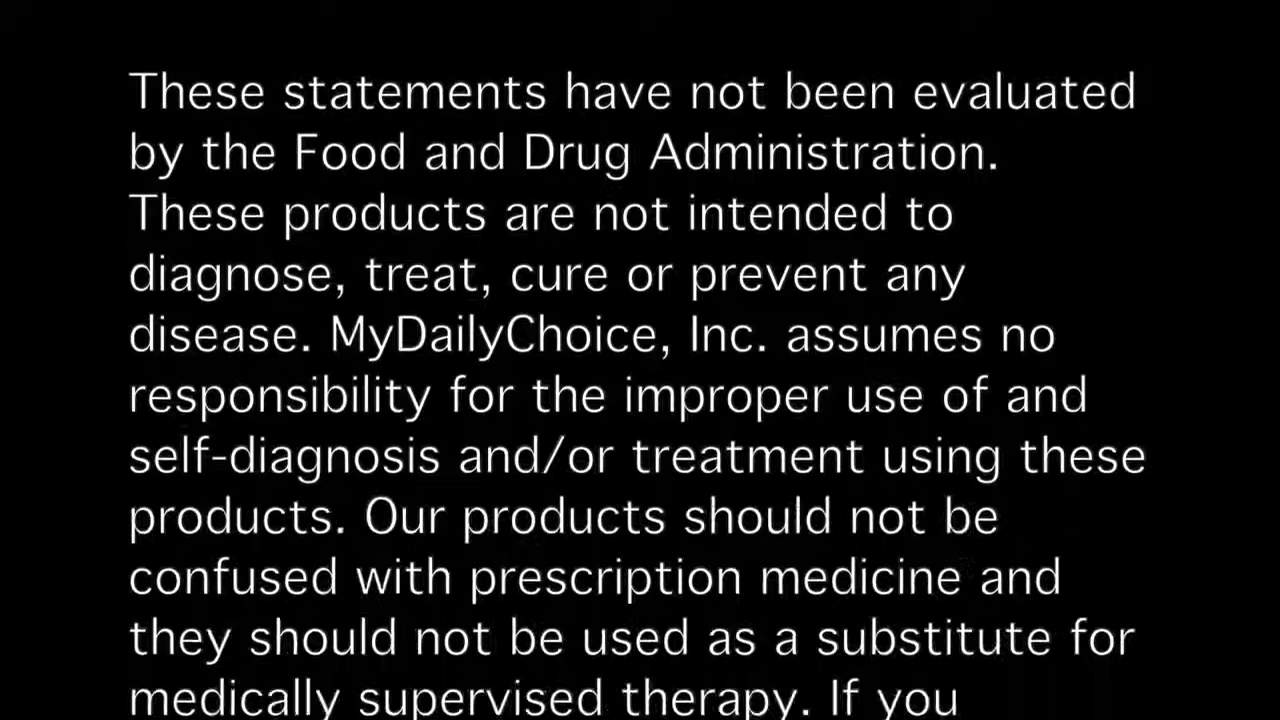 These statements have not been evaluated
by the Food and Drug Administration.
These products are not intended to
diagnose, treat, cure or prevent any
disease. MyDailyChoice, Inc. assumes no
responsibility for the improper use of and
self-diagnosis and/or treatment using these
products. Our products should not be
confused with prescription medicine and
they should not be used as a substitute for
medically supervised therapy. If you